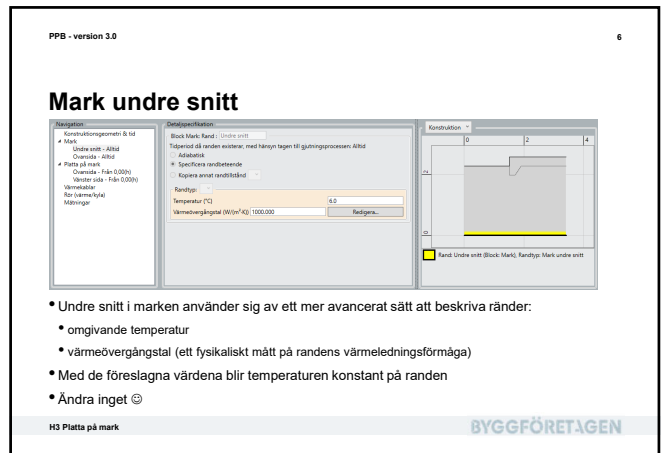 PPB - version 3.0
6
Mark undre snitt
Navigation
Konstruktionsgeometri & tid
Mark
Undre snitt - Alltid
Ovansida - Alltid
Platta på mark
Ovansida - Från 0,00(h)
Vänster sida - Från 0,00(h)
Värmekablar
Rör (värme/kyla)
Mätningar
Detaljspecifikation
Block Mark: Rand : Undre snitt
Tidperiod då randen existerar, med hänsyn tagen till gjutningsprocessen: Alltid
Adiabatisk
Specificera randbeteende
Kopiera annat randtillstånd
Randtyp:
Temperatur (°C) 6.0
Värmeövergångstal (W/(m²·K)) 1000.000 Redigera...
Konstruktion
0 2 4
2
0
Rand: Undre snitt (Block: Mark), Randtyp: Mark undre snitt
• Undre snitt i marken använder sig av ett mer avancerat sätt att beskriva ränder:
• omgivande temperatur
• värmeövergångstal (ett fysikaliskt mått på randens värmeledningsförmåga)
• Med de föreslagna värdena blir temperaturen konstant på randen
• Ändra inget ☺
H3 Platta på mark
BYGGFÖRETAGEN